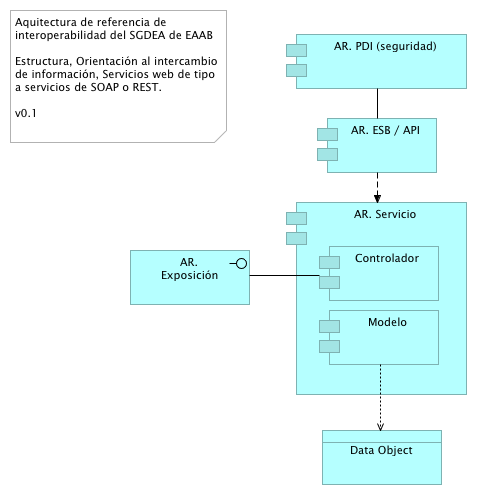 Aquitectura de referencia de
interoperabilidad del SGDEA de EAAB
Estructura, Orientación al intercambio
de información, Servicios web de tipo
a servicios de SOAP o REST.
v0.1
AR. PDI (seguridad)
AR. ESB / API
AR. Servicio
AR.
Exposición
Controlador
Modelo
Data Object